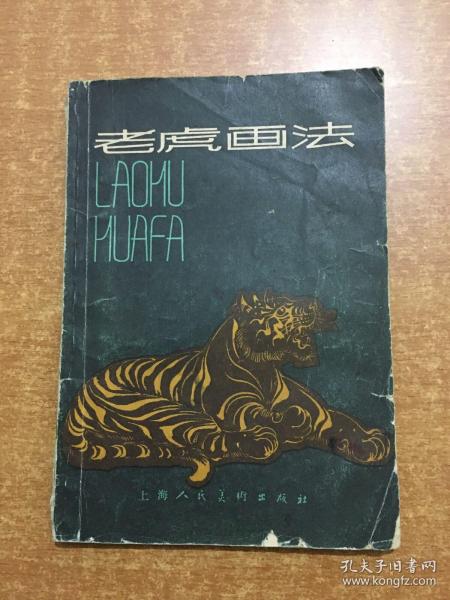 老虎画法
LAOHU
HUAFA
上海人民美术出版社
孔夫子旧书网
www.kongfz.com